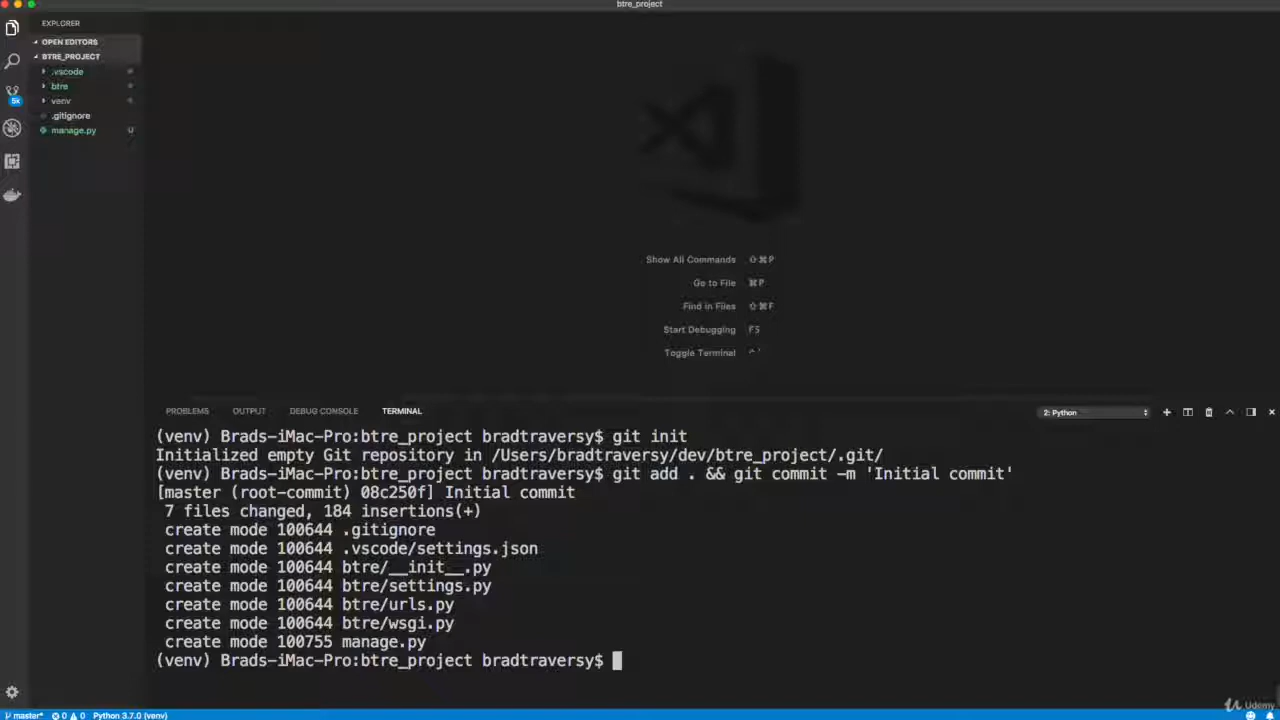 btre_project
EXPLORER
OPEN EDITORS
BTRE_PROJECT
.vscode
btre
venv
.gitignore
manage.py U
5k
Show All Commands ⇧⌘P
Go to File ⌘P
Find in Files ⇧⌘F
Start Debugging F5
Toggle Terminal ⌃`
PROBLEMS OUTPUT DEBUG CONSOLE TERMINAL 2: Python
(venv) Brads-iMac-Pro:btre_project bradtraversy$ git init
Initialized empty Git repository in /Users/bradtraversy/dev/btre_project/.git/
(venv) Brads-iMac-Pro:btre_project bradtraversy$ git add . && git commit -m 'Initial commit'
[master (root-commit) 08c250f] Initial commit
7 files changed, 184 insertions(+)
create mode 100644 .gitignore
create mode 100644 .vscode/settings.json
create mode 100644 btre/__init__.py
create mode 100644 btre/settings.py
create mode 100644 btre/urls.py
create mode 100644 btre/wsgi.py
create mode 100755 manage.py
(venv) Brads-iMac-Pro:btre_project bradtraversy$
master* 0 0 Python 3.7.0 (venv)
Udemy